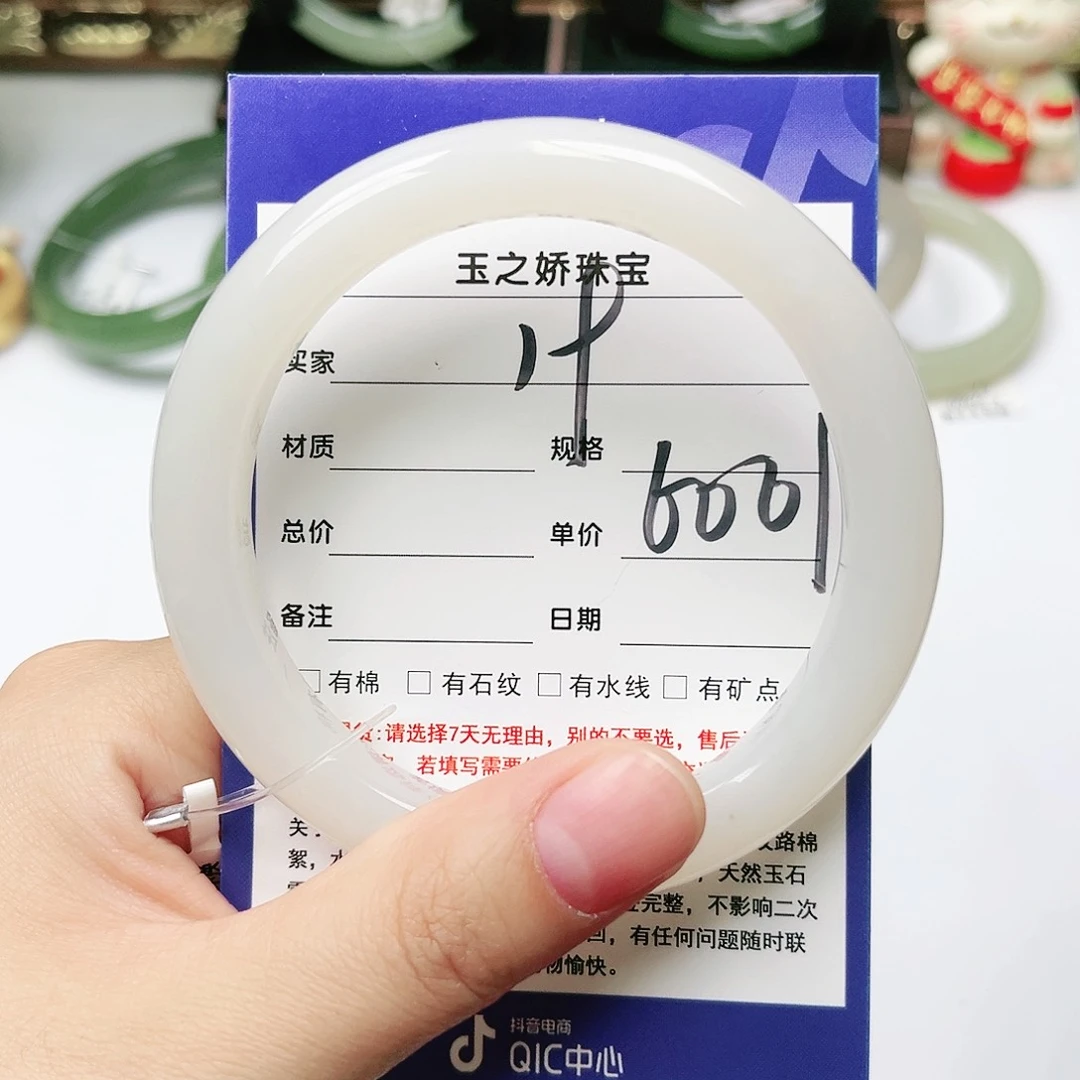 玉之娇珠宝
买家
材质 规格
6001
总价 单价
备注 日期
□有棉 □有石纹 □有水线 □有矿点
货:请选择7天无理由，别的不要选，售后
若填写需要
关于
纹路棉
絮，水
，天然玉石
完整，不影响二次
回，有任何问题随时联
物愉快。
抖音电商
QIC中心